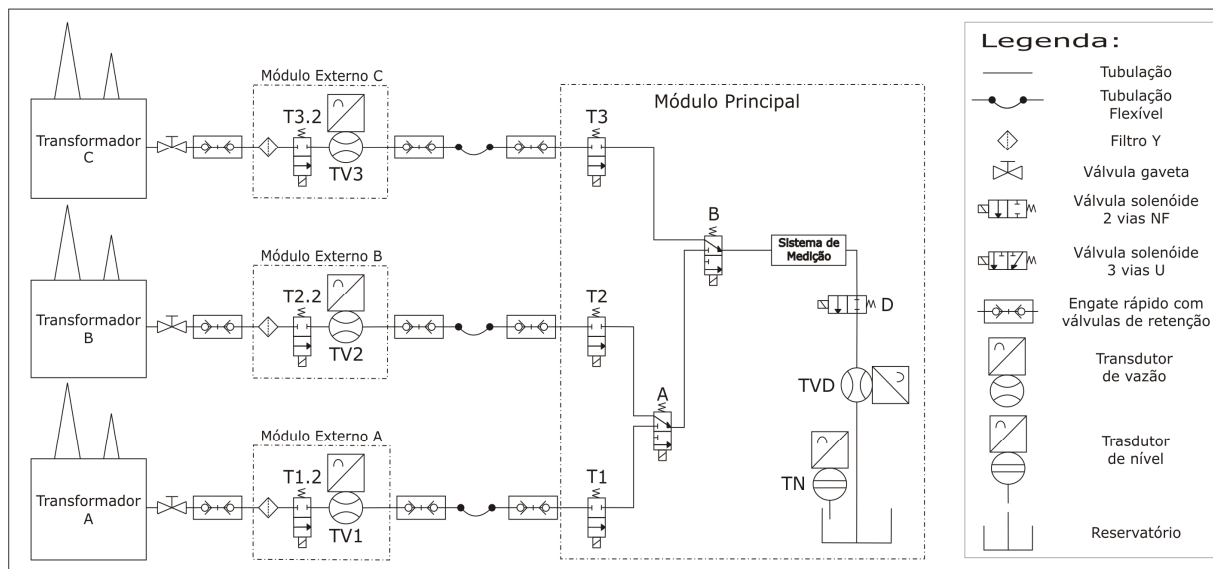 Módulo Externo C
Transformador
C
T3.2
TV3
Módulo Principal
T3
B
Sistema de
Medição
D
TVD
TN
Módulo Externo B
Transformador
B
T2.2
TV2
T2
A
Módulo Externo A
Transformador
A
T1.2
TV1
T1
Legenda:
Tubulação
Tubulação
Flexível
Filtro Y
Válvula gaveta
Válvula solenóide
2 vias NF
Válvula solenóide
3 vias U
Engate rápido com
válvulas de retenção
Transdutor
de vazão
Trasdutor
de nível
Reservatório